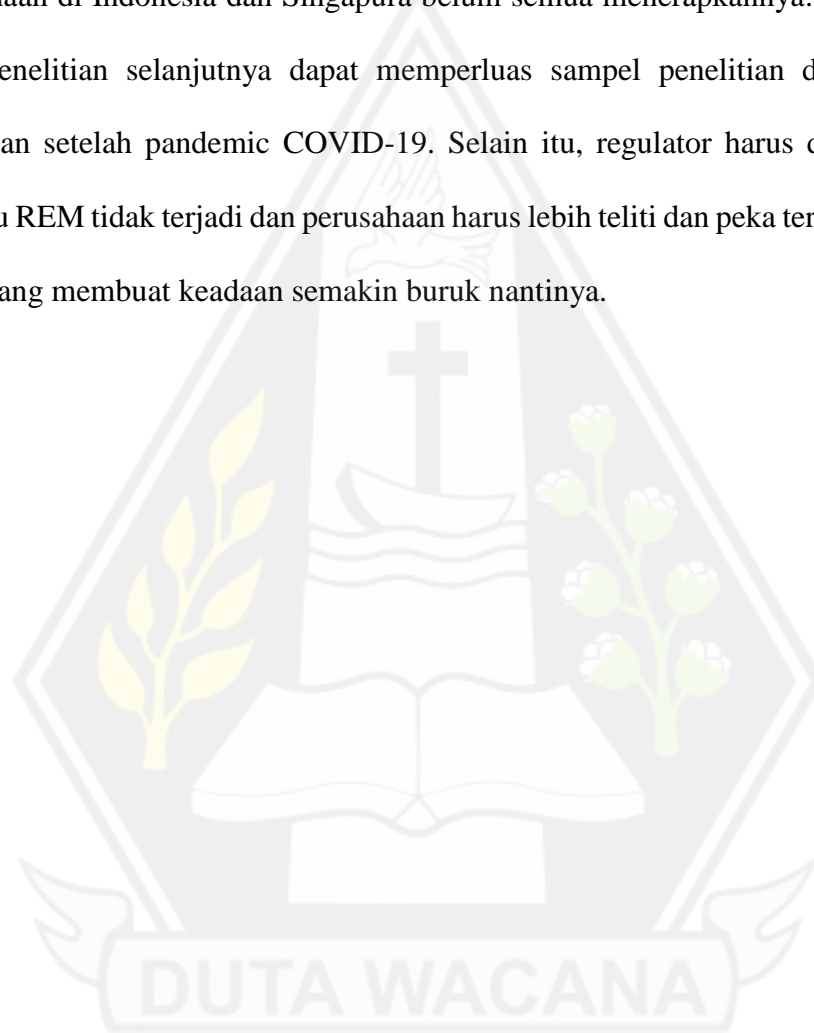 naan di Indonesia dan Singapura belum semua menerapkannya.
enelitian selanjutnya dapat memperluas sampel penelitian d
an setelah pandemic COVID-19. Selain itu, regulator harus
u REM tidak terjadi dan perusahaan harus lebih teliti dan peka ter
ang membuat keadaan semakin buruk nantinya.
DUTA WACANA